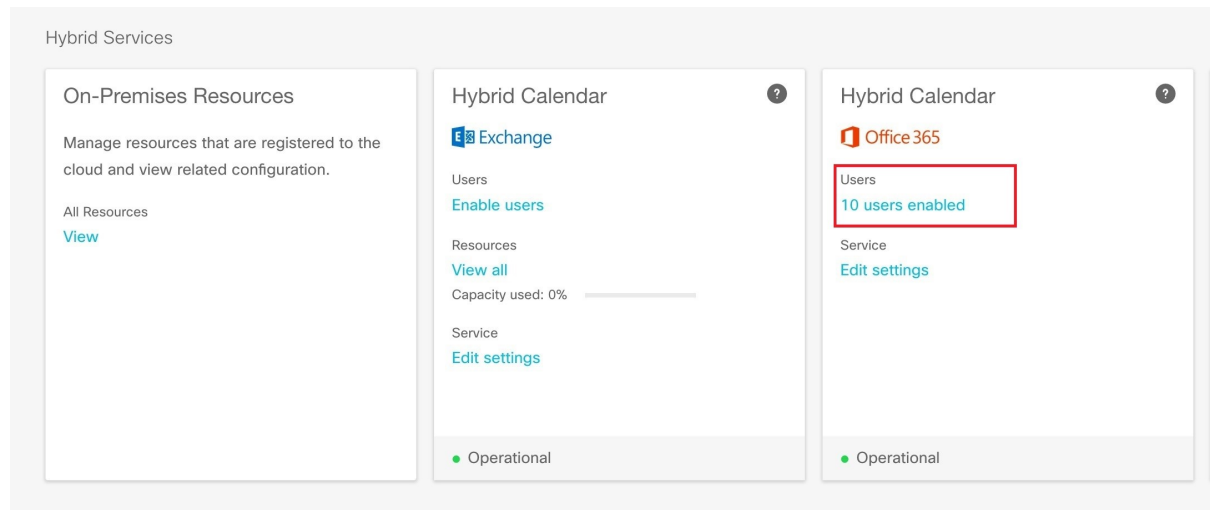 Hybrid Services
On-Premises Resources
Manage resources that are registered to the
cloud and view related configuration.
All Resources
View
Hybrid Calendar
?
Exchange
Users
Enable users
Resources
View all
Capacity used: 0%
Service
Edit settings
Operational
Hybrid Calendar
?
Office 365
Users
10 users enabled
Service
Edit settings
Operational